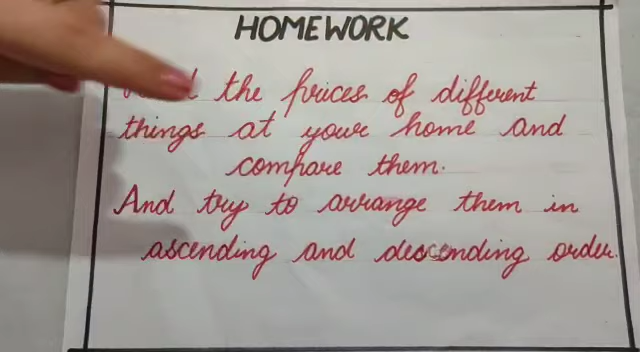 HOMEWORK
the prices of different
things at your home and
compare them.
And try to arrange them in
ascending and descending order.